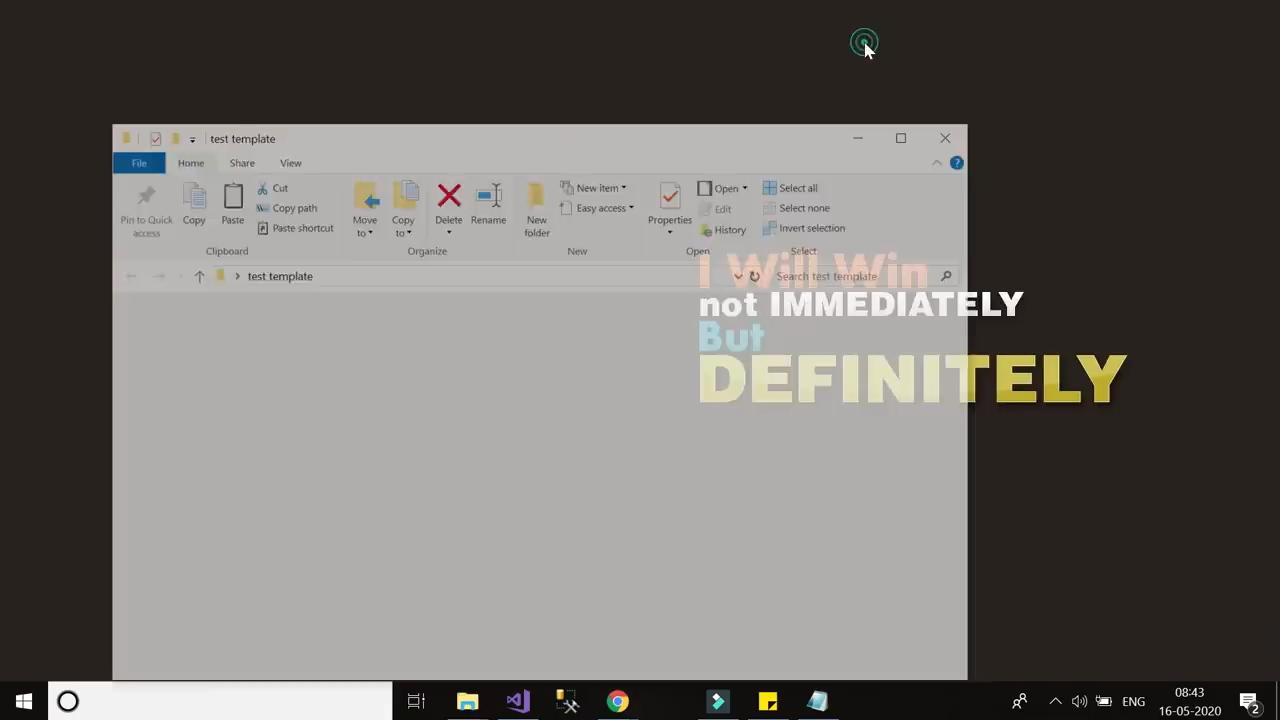 test template
File Home Share View
Pin to Quick access
Copy
Paste
Cut
Copy path
Paste shortcut
Clipboard
Move to
Copy to
Delete
Rename
Organize
New folder
New item
Easy access
New
Properties
Open
Edit
History
Open
Select all
Select none
Invert selection
Select
test template
Search test template
I Will Win
not IMMEDIATELY
But
DEFINITELY
ENG
08:43
16-05-2020
2